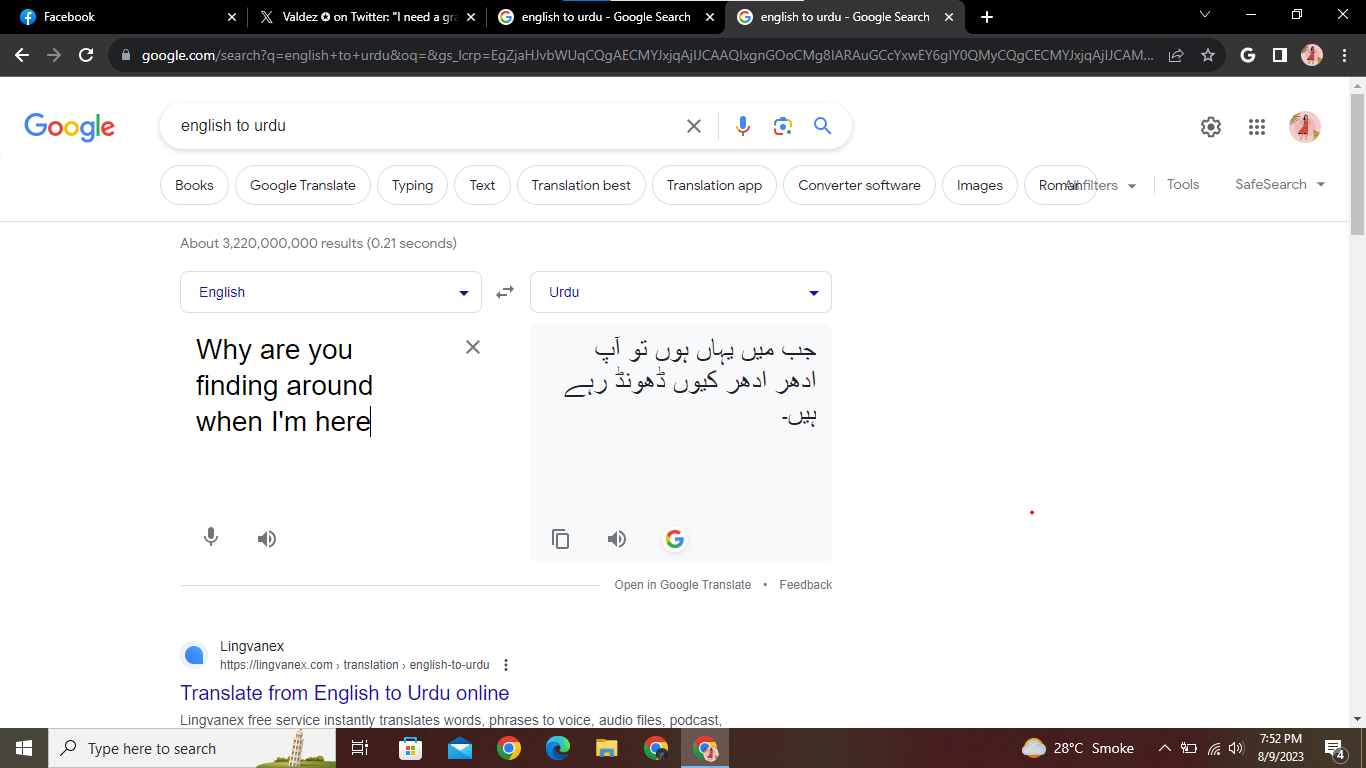 Facebook
Valdez ✪ on Twitter: "I need a gra
english to urdu - Google Search
english to urdu - Google Search
google.com/search?q=english+to+urdu&oq=&gs_lcrp=EgZjaHJvbWUqCQgAECMYJxjqAjIJCAAQIxgnGOoCMg8IARAuGCcYxwEY6gIY0QMyCQgCECMYJxjqAjIJCAM...
Google
english to urdu
Books
Google Translate
Typing
Text
Translation best
Translation app
Converter software
Images
Roman
All filters
Tools
SafeSearch
About 3,220,000,000 results (0.21 seconds)
English
Urdu
Why are you
finding around
when I'm here
جب میں یہاں ہوں تو آپ
ادھر ادھر کیوں ڈھونڈ رہے
ہیں۔
Open in Google Translate • Feedback
Lingvanex
https://lingvanex.com › translation › english-to-urdu
Translate from English to Urdu online
Lingvanex free service instantly translates words, phrases to voice, audio files, podcast,
Type here to search
28°C Smoke
7:52 PM
8/9/2023
4